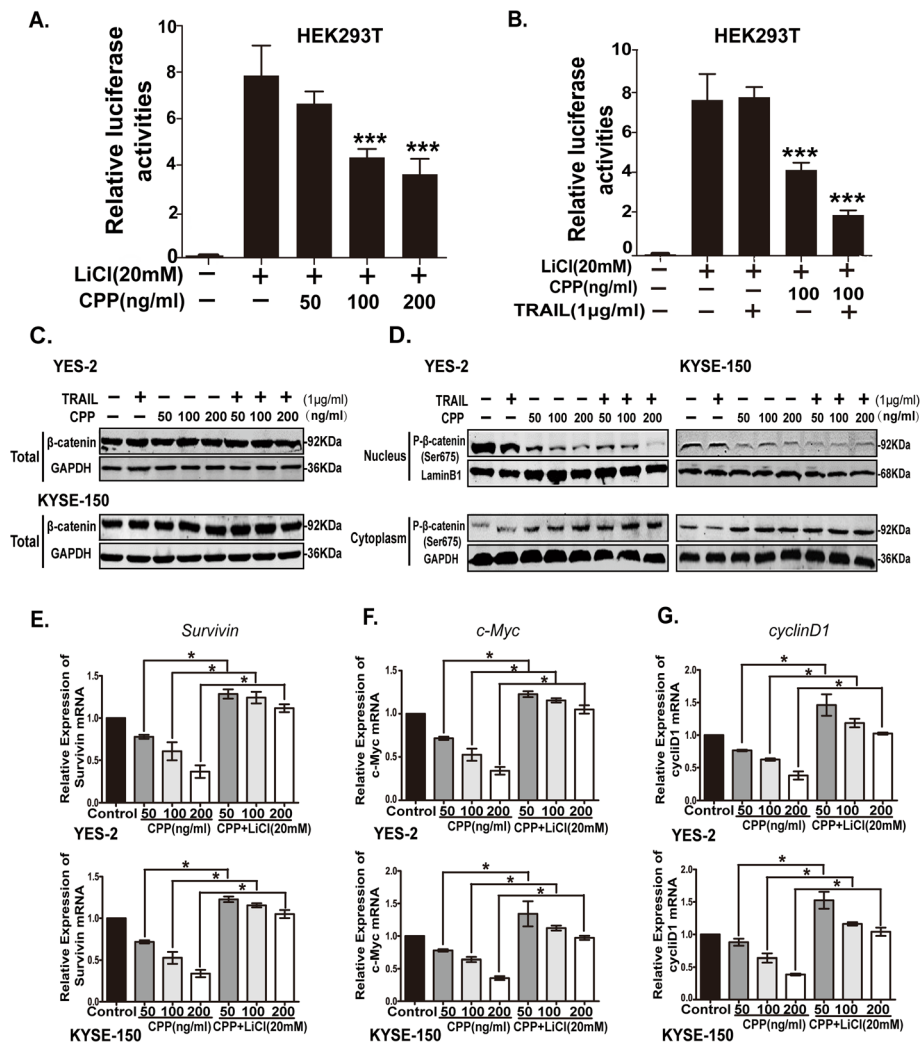 A.
HEK293T
Relative luciferase
activities
10
8
6
4
2
0
***
***
LiCl(20mM) – + + + +
CPP(ng/ml) – 50 100 200
B.
HEK293T
Relative luciferase
activities
10
8
6
4
2
0
***
***
LiCl(20mM) – + + + +
CPP(ng/ml) – – – 100 100
TRAIL(1μg/ml) – – + – +
C.
YES-2
TRAIL – + – – – + + + (1μg/ml)
CPP – – 50 100 200 50 100 200 (ng/ml)
Total
β-catenin -92KDa
GAPDH -36KDa
KYSE-150
Total
β-catenin -92KDa
GAPDH -36KDa
D.
YES-2 KYSE-150
TRAIL – + – – – + + + – + – – – + + + (1μg/ml)
CPP – – 50 100 200 50 100 200 – – 50 100 200 50 100 200 (ng/ml)
Nucleus
P-β-catenin
(Ser675) -92KDa
LaminB1 -68KDa
Cytoplasm
P-β-catenin
(Ser675) -92KDa
GAPDH -36KDa
E.
Survivin
Relative Expression of
Survivin mRNA
1.5
1.0
0.5
0.0
* * *
Control 50 100 200 50 100 200
CPP(ng/ml) CPP+LiCl(20mM)
YES-2
Relative Expression of
Survivin mRNA
1.5
1.0
0.5
0.0
* * *
Control 50 100 200 50 100 200
CPP(ng/ml) CPP+LiCl(20mM)
KYSE-150
F.
c-Myc
Relative Expression of
c-Myc mRNA
1.5
1.0
0.5
0.0
* * *
Control 50 100 200 50 100 200
CPP(ng/ml) CPP+LiCl(20mM)
YES-2
Relative Expression of
c-Myc mRNA
2.0
1.5
1.0
0.5
0.0
* * *
Control 50 100 200 50 100 200
CPP(ng/ml) CPP+LiCl(20mM)
KYSE-150
G.
cyclinD1
Relative Expression of
cycliD1 mRNA
2.0
1.5
1.0
0.5
0.0
* * *
Control 50 100 200 50 100 200
CPP(ng/ml) CPP+LiCl(20mM)
YES-2
Relative Expression of
cycliD1 mRNA
2.0
1.5
1.0
0.5
0.0
* * *
Control 50 100 200 50 100 200
CPP(ng/ml) CPP+LiCl(20mM)
KYSE-150